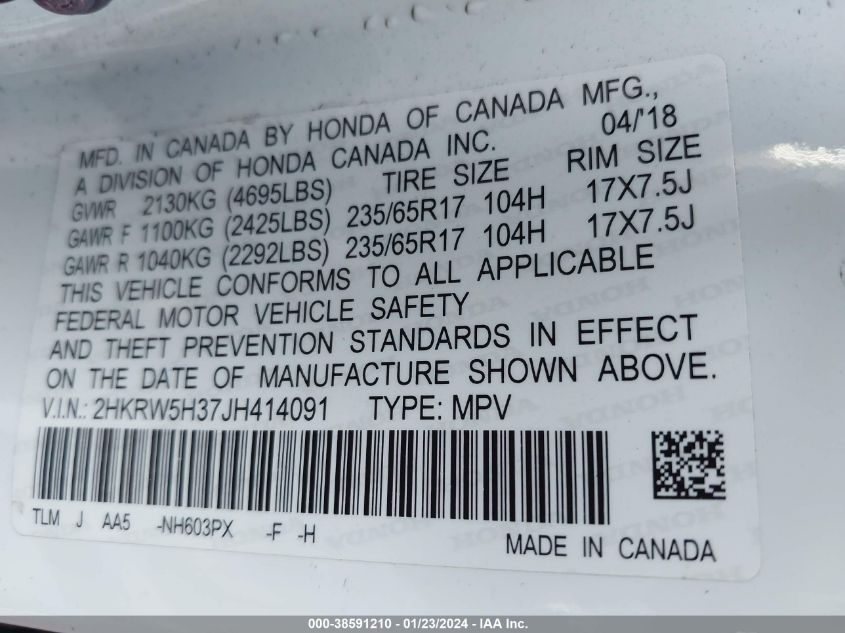 MFD. IN CANADA BY HONDA OF CANADA MFG.,
A DIVISION OF HONDA CANADA INC. 04/'18
GVWR 2130KG (4695LBS) TIRE SIZE RIM SIZE
GAWR F 1100KG (2425LBS) 235/65R17 104H 17X7.5J
GAWR R 1040KG (2292LBS) 235/65R17 104H 17X7.5J
THIS VEHICLE CONFORMS TO ALL APPLICABLE
FEDERAL MOTOR VEHICLE SAFETY
AND THEFT PREVENTION STANDARDS IN EFFECT
ON THE DATE OF MANUFACTURE SHOWN ABOVE.
V.I.N.: 2HKRW5H37JH414091 TYPE: MPV
TLM J AA5 -NH603PX -F -H
MADE IN CANADA
000-38591210 - 01/23/2024 - IAA Inc.